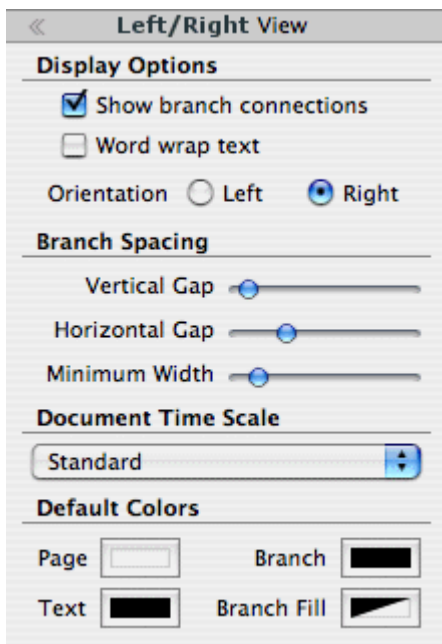 « Left/Right View
Display Options
Show branch connections
Word wrap text
Orientation Left Right
Branch Spacing
Vertical Gap
Horizontal Gap
Minimum Width
Document Time Scale
Standard
Default Colors
Page Branch
Text Branch Fill